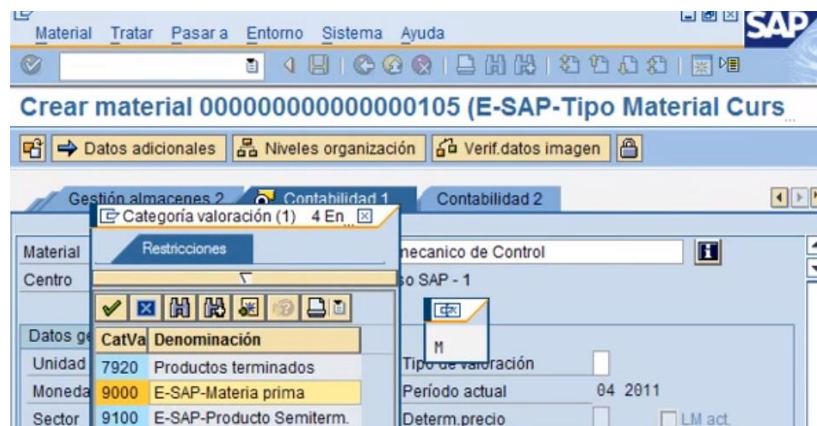 Material Tratar Pasar a Entorno Sistema Ayuda
SAP
Crear material 000000000000000105 (E-SAP-Tipo Material Curs
Datos adicionales Niveles organización Verif.datos imagen
Gestión almacenes 2 Contabilidad 1 Contabilidad 2
Categoría valoración (1) 4 En
Restricciones
Material mecanico de Control
Centro so SAP - 1
Datos ge CatVa Denominación
M
Unidad 7920 Productos terminados Tipo de valoración
Moneda 9000 E-SAP-Materia prima Período actual 04 2011
Sector 9100 E-SAP-Producto Semiterm. Determ.precio LM act.